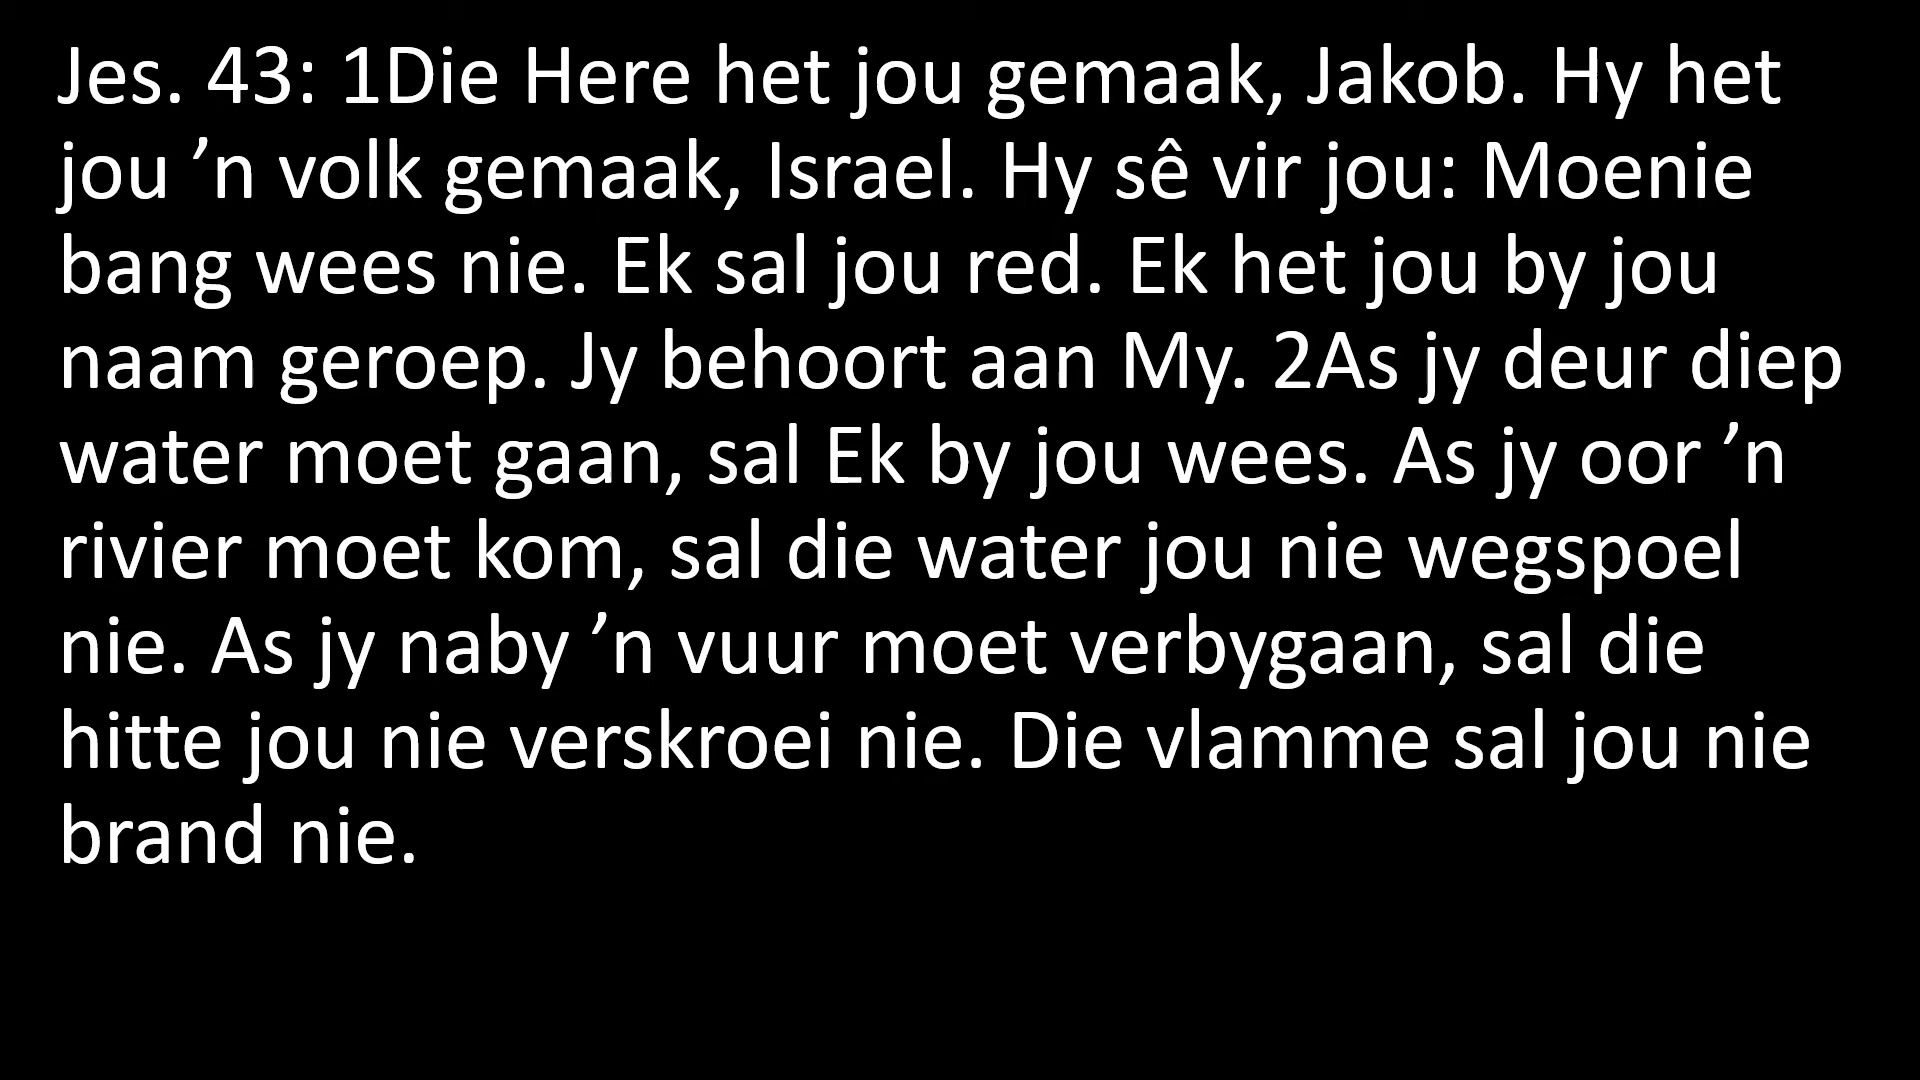 Jes. 43: 1Die Here het jou gemaak, Jakob. Hy het
jou ’n volk gemaak, Israel. Hy sê vir jou: Moenie
bang wees nie. Ek sal jou red. Ek het jou by jou
naam geroep. Jy behoort aan My. 2As jy deur diep
water moet gaan, sal Ek by jou wees. As jy oor ’n
rivier moet kom, sal die water jou nie wegspoel
nie. As jy naby ’n vuur moet verbygaan, sal die
hitte jou nie verskroei nie. Die vlamme sal jou nie
brand nie.